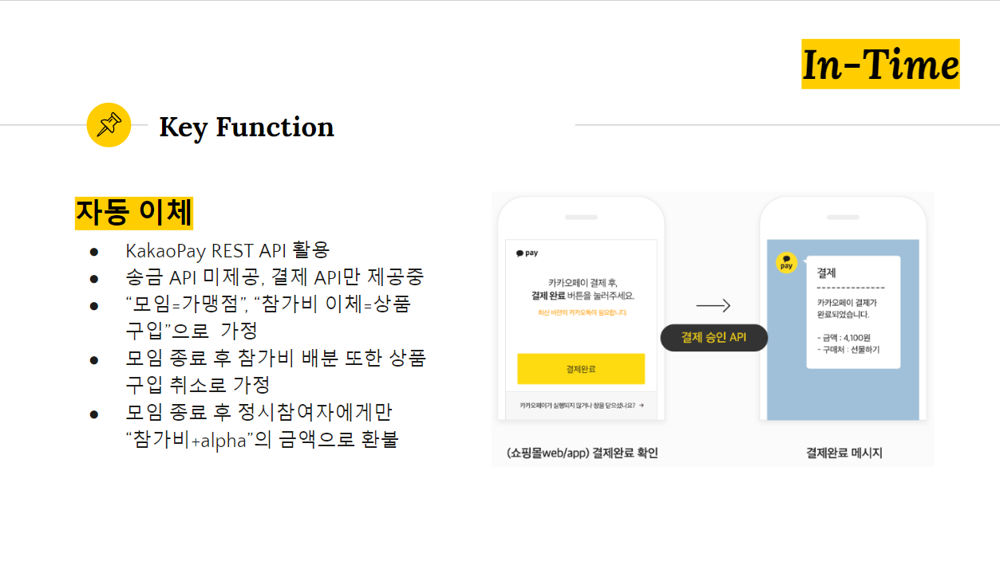 In-Time
Key Function
자동 이체
● KakaoPay REST API 활용
● 송금 API 미제공, 결제 API만 제공중
● “모임=가맹점”, “참가비 이체=상품
구입”으로 가정
● 모임 종료 후 참가비 배분 또한 상품
구입 취소로 가정
● 모임 종료 후 정시참여자에게만
“참가비+alpha”의 금액으로 환불
pay
카카오페이 결제 후,
결제 완료 버튼을 눌러주세요.
최신 버전의 카카오톡이 필요합니다.
결제완료
카카오페이가 실행되지 않거나 창을 닫으셨나요? →
(쇼핑몰web/app) 결제완료 확인
결제 승인 API
pay
결제
카카오페이 결제가
완료되었습니다.
- 금액 : 4,100원
- 구매처 : 선물하기
결제완료 메시지